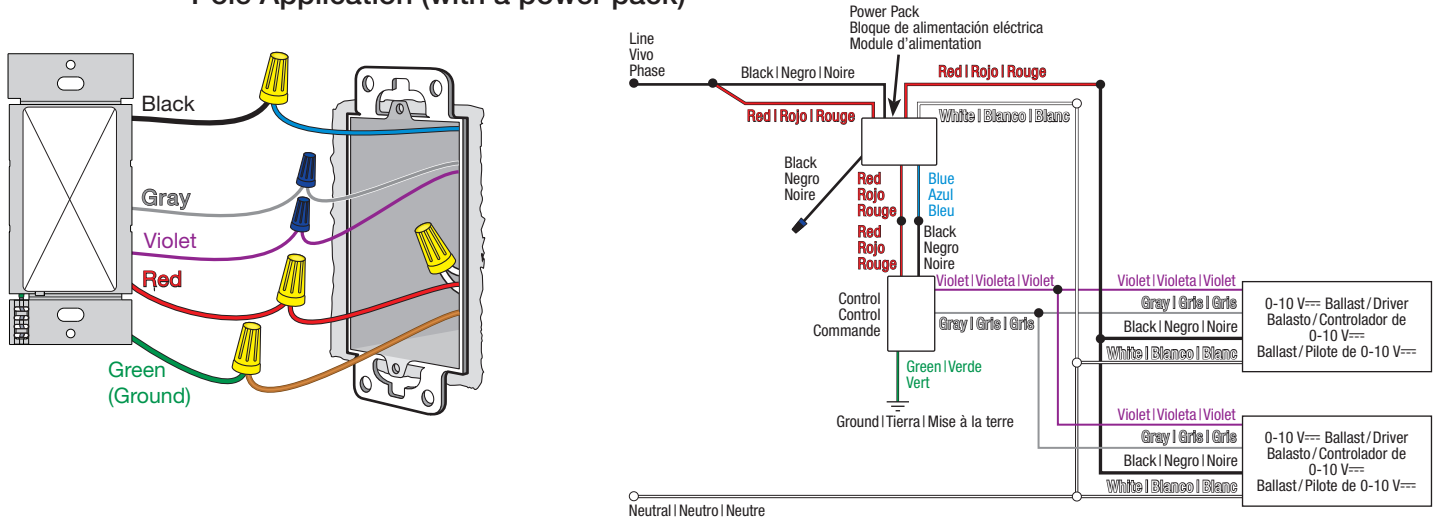 Pole Application (with a power pack)
Black
Gray
Violet
Red
Green
(Ground)
Power Pack
Bloque de alimentación eléctrica
Module d'alimentation
Line
Vivo
Phase
Black | Negro | Noire
Red | Rojo | Rouge
Red | Rojo | Rouge
White | Blanco | Blanc
Black
Negro
Noire
Red
Rojo
Rouge
Blue
Azul
Bleu
Red
Rojo
Rouge
Black
Negro
Noire
Control
Control
Commande
Violet | Violeta | Violet
Gray | Gris | Gris
Green | Verde
Vert
Ground | Tierra | Mise à la terre
Violet | Violeta | Violet
Gray | Gris | Gris
Black | Negro | Noire
White | Blanco | Blanc
0-10 V⎓ Ballast / Driver
Balasto / Controlador de
0-10 V⎓
Ballast / Pilote de 0-10 V⎓
Violet | Violeta | Violet
Gray | Gris | Gris
Black | Negro | Noire
White | Blanco | Blanc
0-10 V⎓ Ballast / Driver
Balasto / Controlador de
0-10 V⎓
Ballast / Pilote de 0-10 V⎓
Neutral | Neutro | Neutre